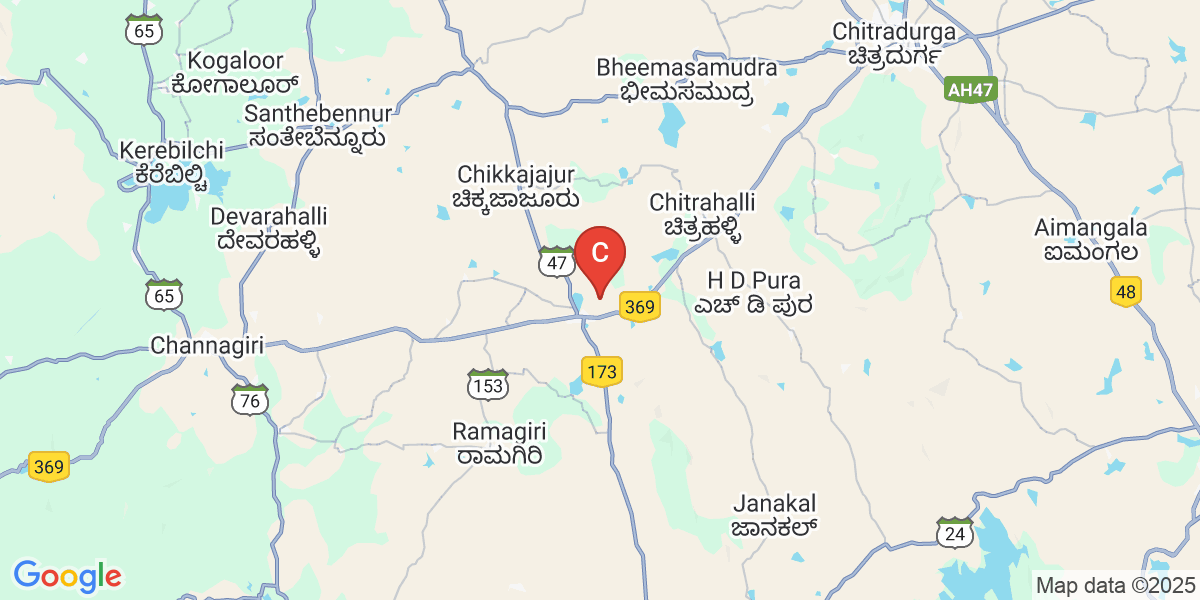 65
Kogaloor
ಕೋಗಾಲೂರ್
Chitradurga
ಚಿತ್ರದುರ್ಗ
Bheemasamudra
ಭೀಮಸಮುದ್ರ
AH47
Santhebennur
ಸಂತೇಬೆನ್ನೂರು
Kerebilchi
ಕೆರೆಬಿಲ್ಚಿ
Chikkajajur
ಚಿಕ್ಕಜಾಜೂರು
Chitrahalli
ಚಿತ್ರಹಳ್ಳಿ
Devarahalli
ದೇವರಹಳ್ಳಿ
Aimangala
ಐಮಂಗಲ
47
C
65
H D Pura
ಎಚ್ ಡಿ ಪುರ
369
48
Channagiri
153
173
76
Ramagiri
ರಾಮಗಿರಿ
369
Janakal
ಜಾನಕಲ್
24
Google
Map data ©2025